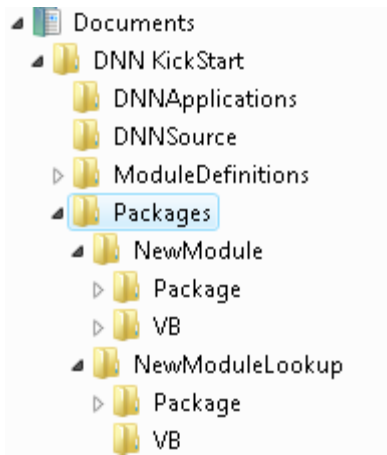 Documents
DNN KickStart
DNNApplications
DNNSource
ModuleDefinitions
Packages
NewModule
Package
VB
NewModuleLookup
Package
VB